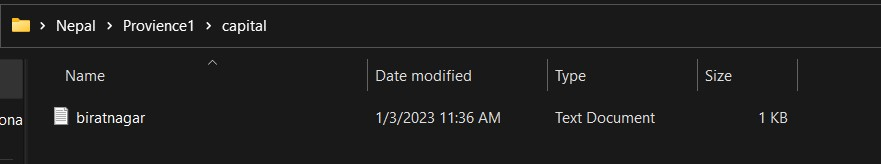 Nepal > Provience1 > capital
Name Date modified Type Size
ona
biratnagar 1/3/2023 11:36 AM Text Document 1 KB